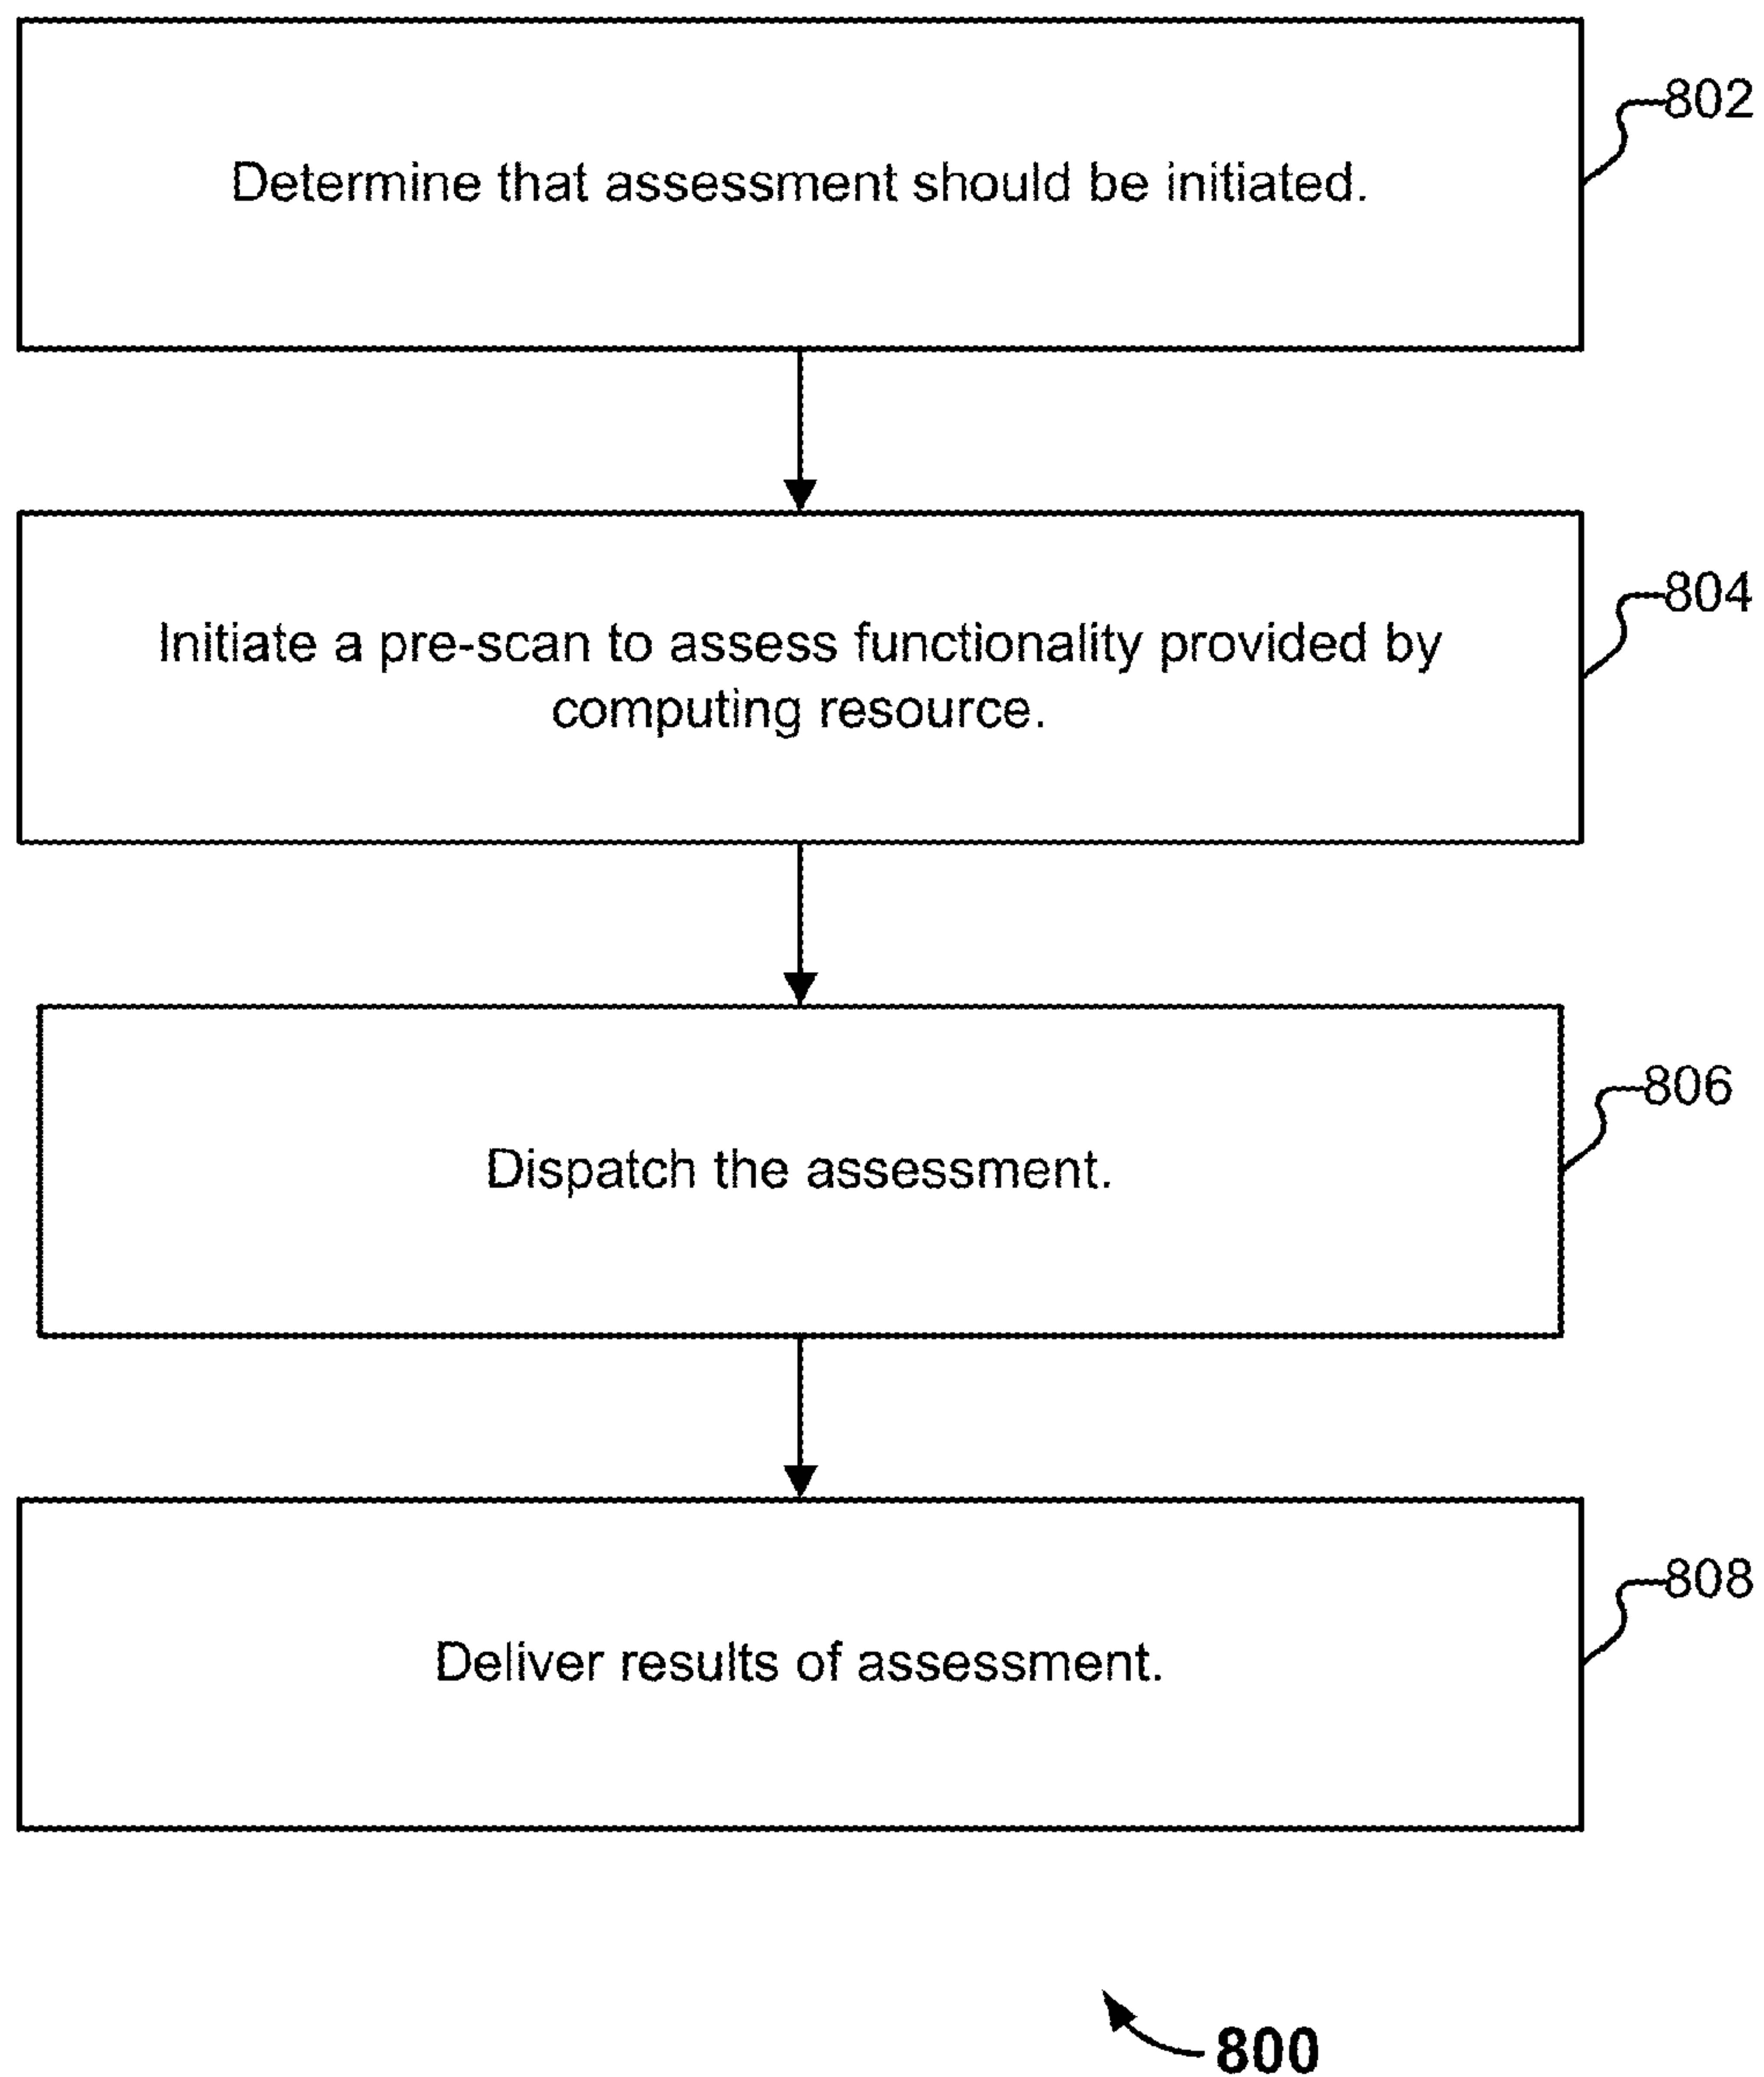 802
Determine that assessment should be initiated.
804
Initiate a pre-scan to assess functionality provided by
computing resource.
806
Dispatch the assessment.
808
Deliver results of assessment.
800